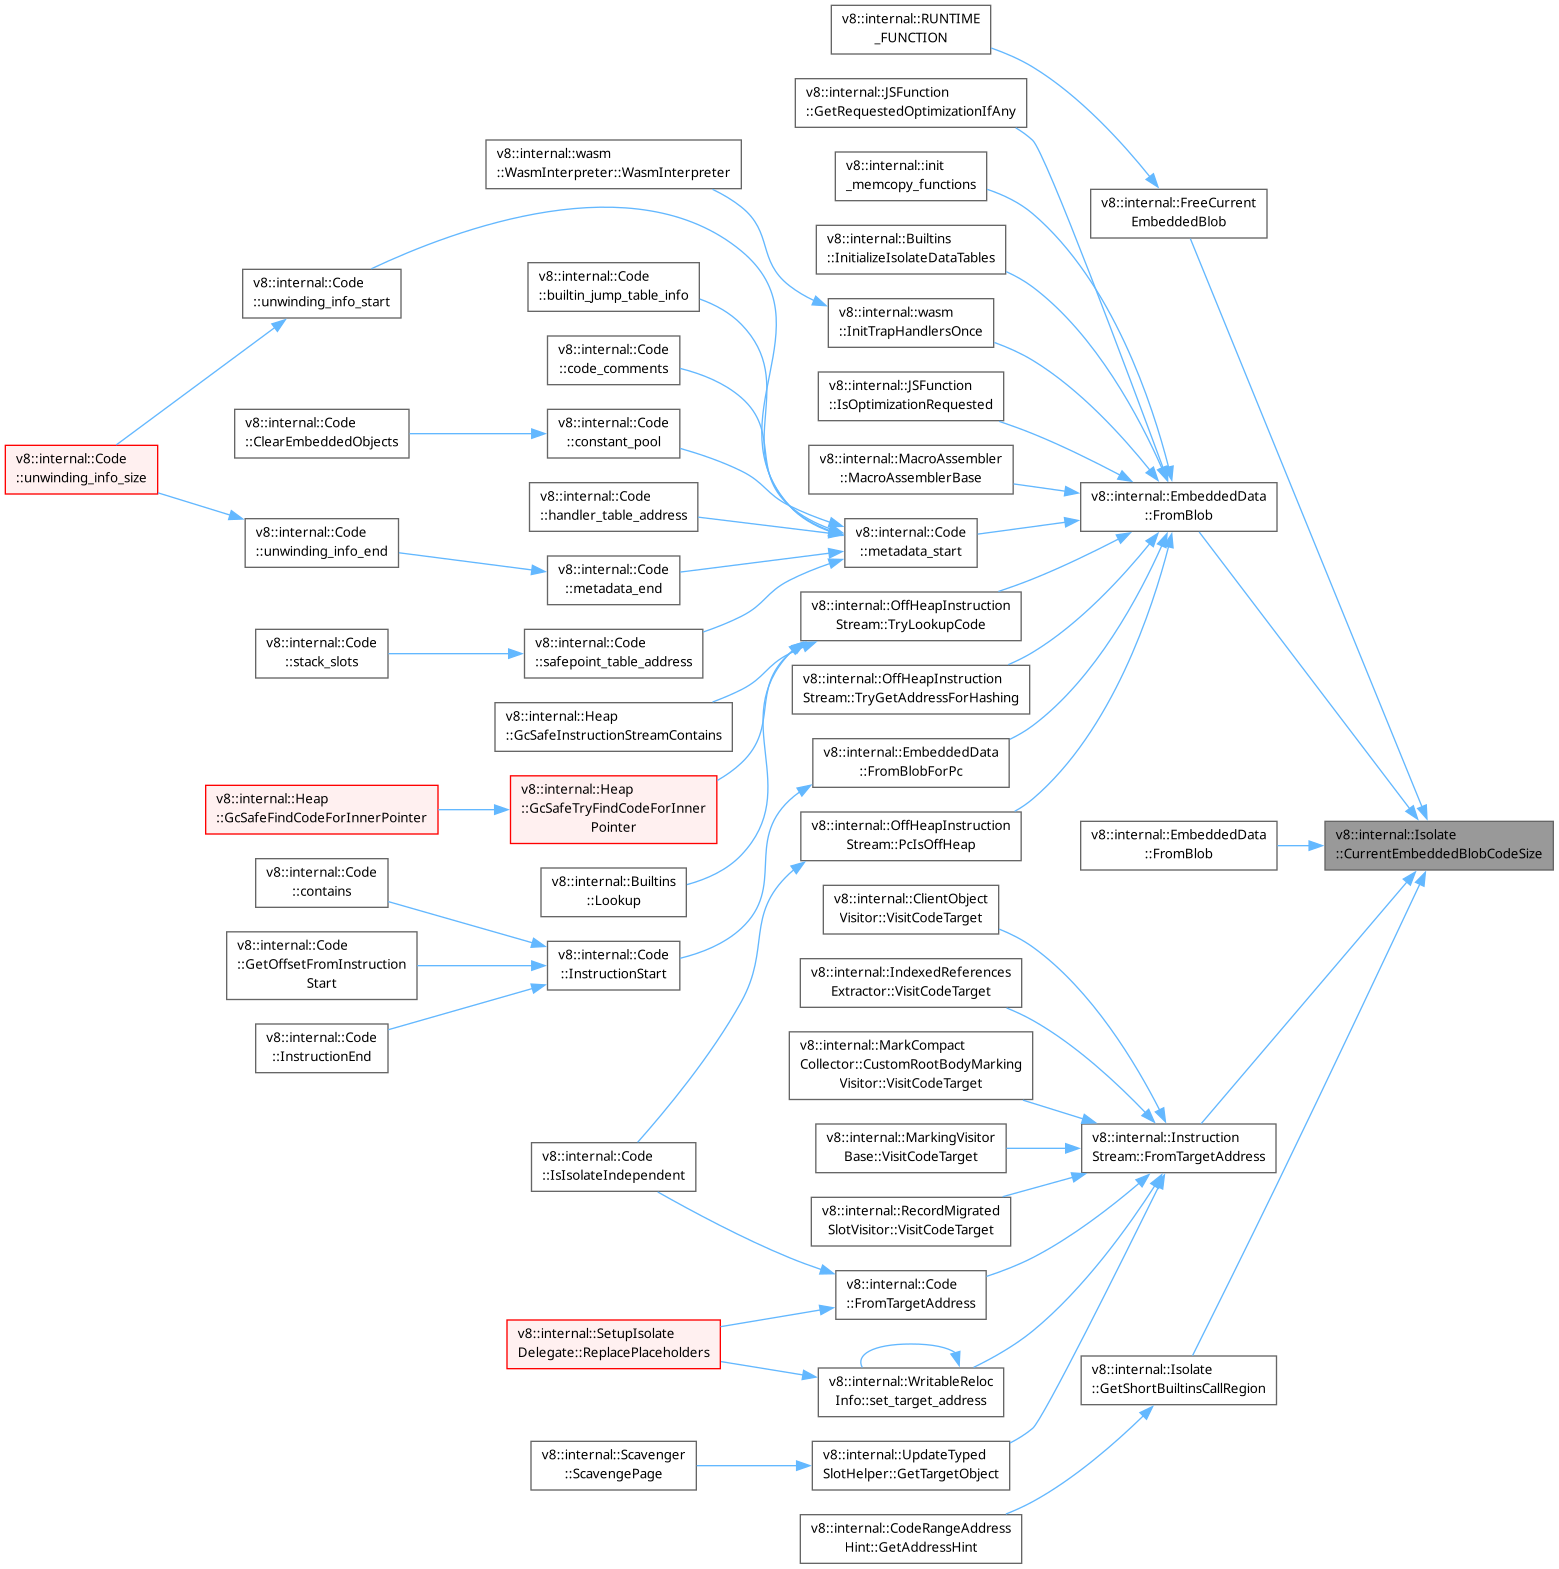 v8::internal::RUNTIME
_FUNCTION
v8::internal::JSFunction
::GetRequestedOptimizationIfAny
v8::internal::wasm
::WasmInterpreter::WasmInterpreter
v8::internal::init
_memcopy_functions
v8::internal::FreeCurrent
EmbeddedBlob
v8::internal::Builtins
::InitializeIsolateDataTables
v8::internal::Code
::unwinding_info_start
v8::internal::Code
::builtin_jump_table_info
v8::internal::wasm
::InitTrapHandlersOnce
v8::internal::Code
::code_comments
v8::internal::JSFunction
::IsOptimizationRequested
v8::internal::Code
::ClearEmbeddedObjects
v8::internal::Code
::constant_pool
v8::internal::Code
::unwinding_info_size
v8::internal::MacroAssembler
::MacroAssemblerBase
v8::internal::Code
::handler_table_address
v8::internal::EmbeddedData
::FromBlob
v8::internal::Code
::unwinding_info_end
v8::internal::Code
::metadata_start
v8::internal::Code
::metadata_end
v8::internal::OffHeapInstruction
Stream::TryLookupCode
v8::internal::Code
::stack_slots
v8::internal::Code
::safepoint_table_address
v8::internal::OffHeapInstruction
Stream::TryGetAddressForHashing
v8::internal::Heap
::GcSafeInstructionStreamContains
v8::internal::EmbeddedData
::FromBlobForPc
v8::internal::Heap
::GcSafeFindCodeForInnerPointer
v8::internal::Heap
::GcSafeTryFindCodeForInner
Pointer
v8::internal::OffHeapInstruction
Stream::PcIsOffHeap
v8::internal::EmbeddedData
::FromBlob
v8::internal::Isolate
::CurrentEmbeddedBlobCodeSize
v8::internal::Code
::contains
v8::internal::Builtins
::Lookup
v8::internal::ClientObject
Visitor::VisitCodeTarget
v8::internal::Code
::GetOffsetFromInstruction
Start
v8::internal::Code
::InstructionStart
v8::internal::IndexedReferences
Extractor::VisitCodeTarget
v8::internal::Code
::InstructionEnd
v8::internal::MarkCompact
Collector::CustomRootBodyMarking
Visitor::VisitCodeTarget
v8::internal::MarkingVisitor
Base::VisitCodeTarget
v8::internal::Instruction
Stream::FromTargetAddress
v8::internal::Code
::IsIsolateIndependent
v8::internal::RecordMigrated
SlotVisitor::VisitCodeTarget
v8::internal::Code
::FromTargetAddress
v8::internal::SetupIsolate
Delegate::ReplacePlaceholders
v8::internal::WritableReloc
Info::set_target_address
v8::internal::Isolate
::GetShortBuiltinsCallRegion
v8::internal::Scavenger
::ScavengePage
v8::internal::UpdateTyped
SlotHelper::GetTargetObject
v8::internal::CodeRangeAddress
Hint::GetAddressHint